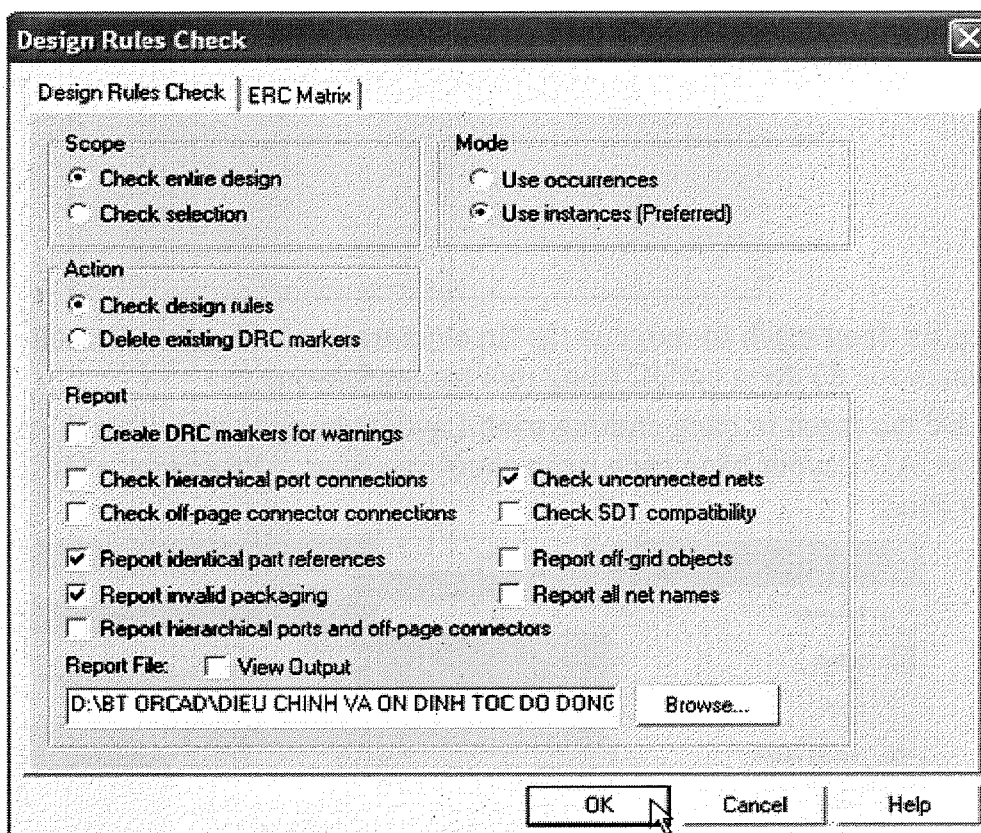 Design Rules Check
Design Rules Check ERC Matrix
Scope
Check entire design
Check selection
Mode
Use occurrences
Use instances (Preferred)
Action
Check design rules
Delete existing DRC markers
Report
Create DRC markers for warnings
Check hierarchical port connections
Check unconnected nets
Check off-page connector connections
Check SDT compatibility
Report identical part references
Report off-grid objects
Report invalid packaging
Report all net names
Report hierarchical ports and off-page connectors
Report File: View Output
D:\BT ORCAD\DIEU CHINH VA ON DINH TOC DO DONG
Browse...
OK Cancel Help